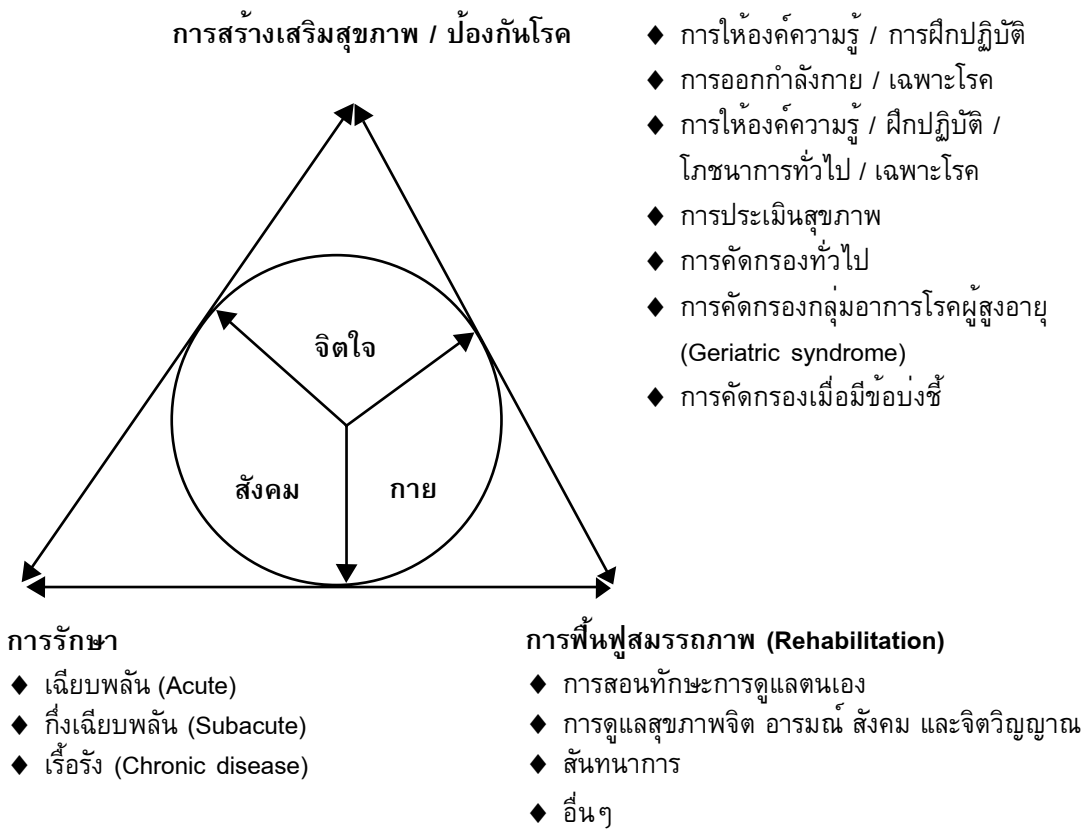 การสร้างเสริมสุขภาพ / ป้องกันโรค
♦ การให้องค์ความรู้ / การฝึกปฏิบัติ
♦ การออกกำลังกาย / เฉพาะโรค
♦ การให้องค์ความรู้ / ฝึกปฏิบัติ /
โภชนาการทั่วไป / เฉพาะโรค
♦ การประเมินสุขภาพ
♦ การคัดกรองทั่วไป
♦ การคัดกรองกลุ่มอาการโรคผู้สูงอายุ
(Geriatric syndrome)
♦ การคัดกรองเมื่อมีข้อบ่งชี้
จิตใจ
สังคม
กาย
การรักษา
♦ เฉียบพลัน (Acute)
♦ กึ่งเฉียบพลัน (Subacute)
♦ เรื้อรัง (Chronic disease)
การฟื้นฟูสมรรถภาพ (Rehabilitation)
♦ การสอนทักษะการดูแลตนเอง
♦ การดูแลสุขภาพจิต อารมณ์ สังคม และจิตวิญญาณ
♦ สันทนาการ
♦ อื่นๆ